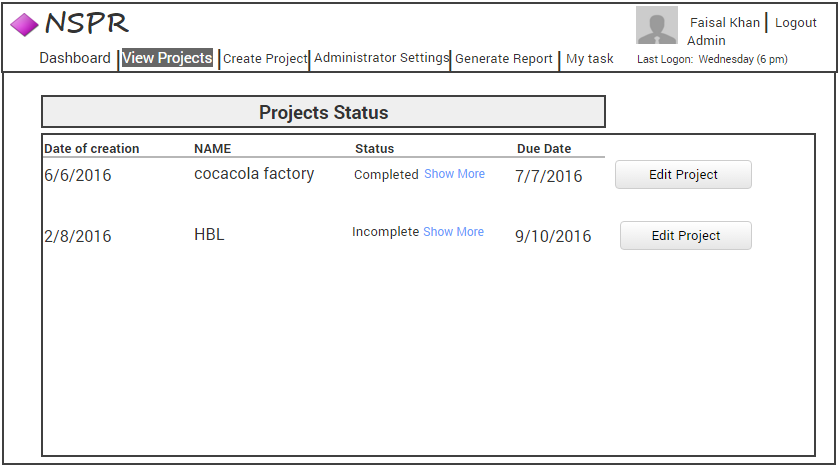 NSPR
Faisal Khan | Logout
Admin
Dashboard | View Projects | Create Project | Administrator Settings | Generate Report | My task
Last Logon: Wednesday (6 pm)
Projects Status
Date of creation NAME Status Due Date
6/6/2016 cocacola factory Completed Show More 7/7/2016 Edit Project
2/8/2016 HBL Incomplete Show More 9/10/2016 Edit Project